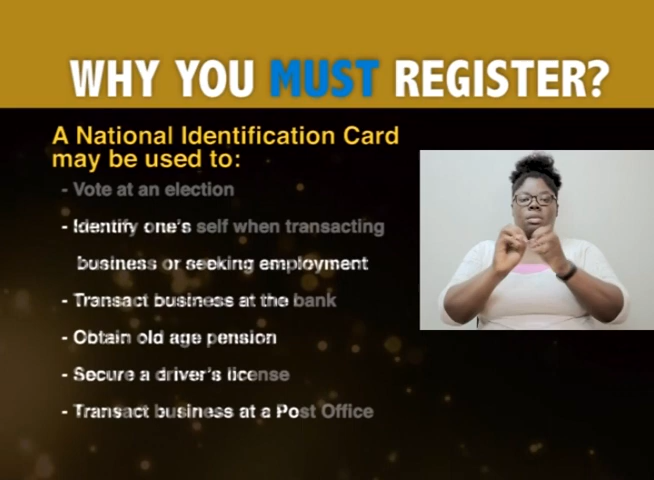 WHY YOU MUST REGISTER?
A National Identification Card
may be used to:
- Vote at an election
- Identify one's self when transacting
business or seeking employment
- Transact business at the bank
- Obtain old age pension
- Secure a driver's license
- Transact business at a Post Office